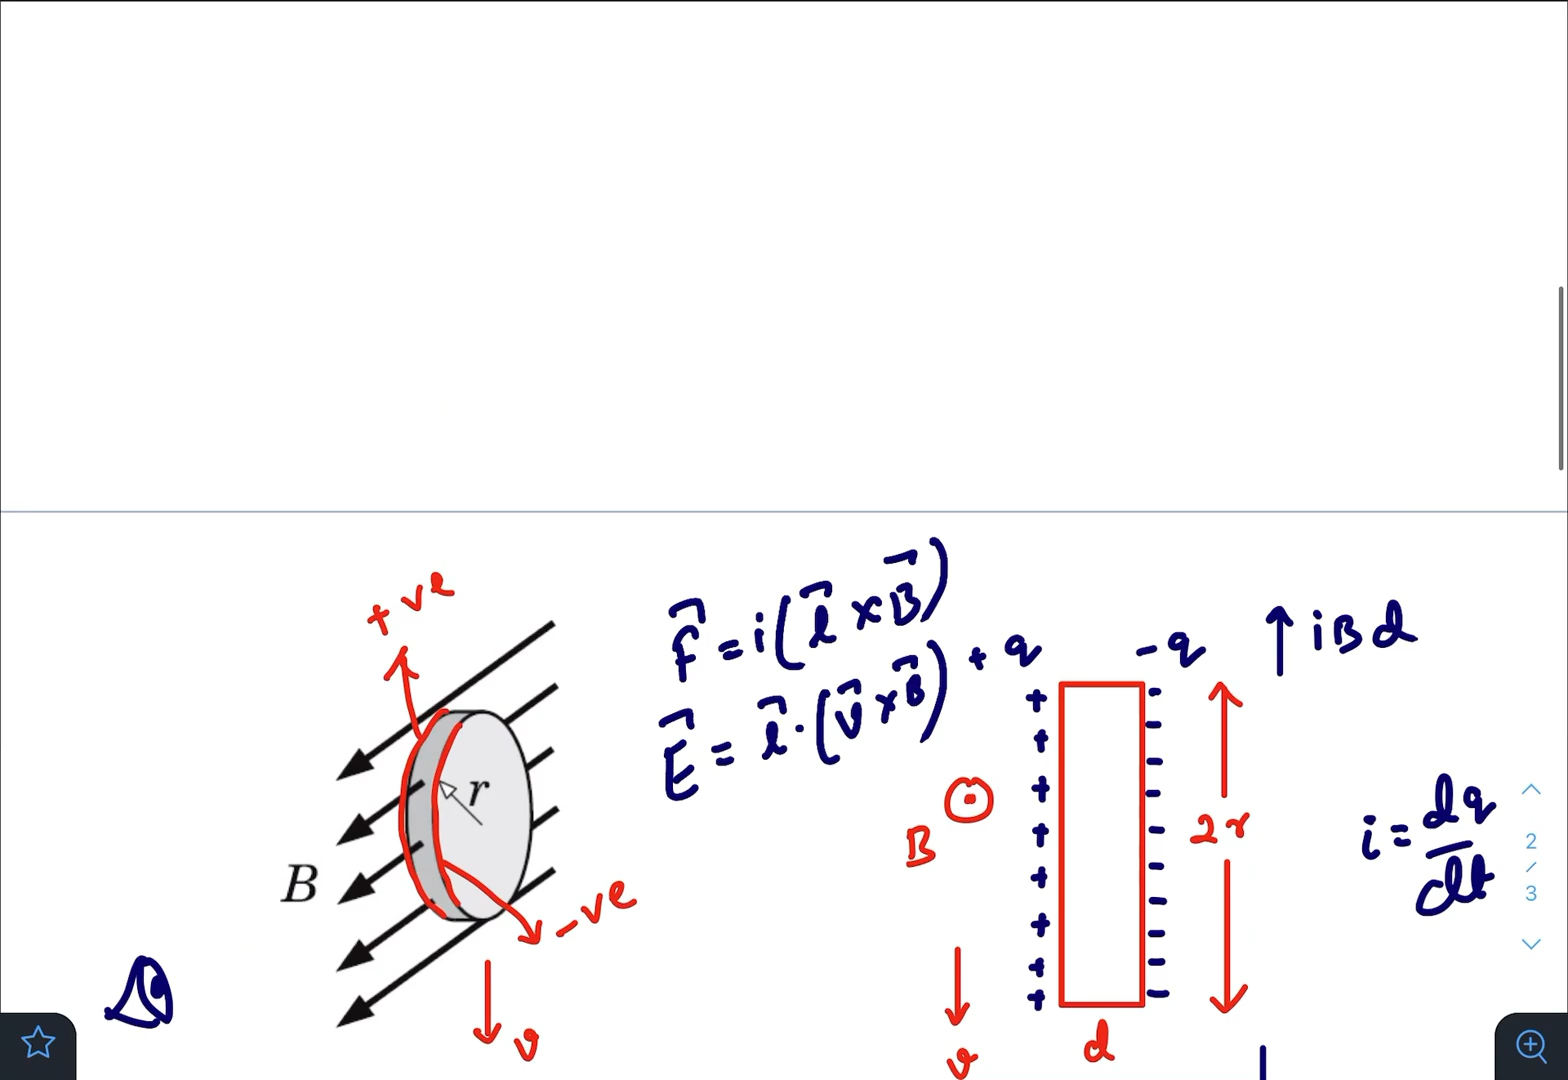 +ve
r
B
-ve
v
F⃗ = i(l⃗ × B⃗)
E⃗ = l⃗·(v⃗ × B⃗)
+q
-q
↑ iBd
B
2r
v
d
i = dq/dt
2
/
3